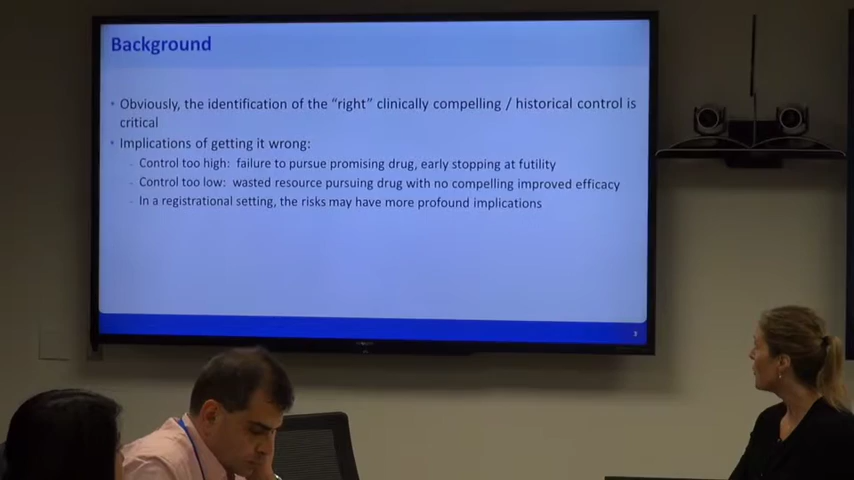 Background
• Obviously, the identification of the “right” clinically compelling / historical control is
critical
• Implications of getting it wrong:
- Control too high: failure to pursue promising drug, early stopping at futility
- Control too low: wasted resource pursuing drug with no compelling improved efficacy
- In a registrational setting, the risks may have more profound implications